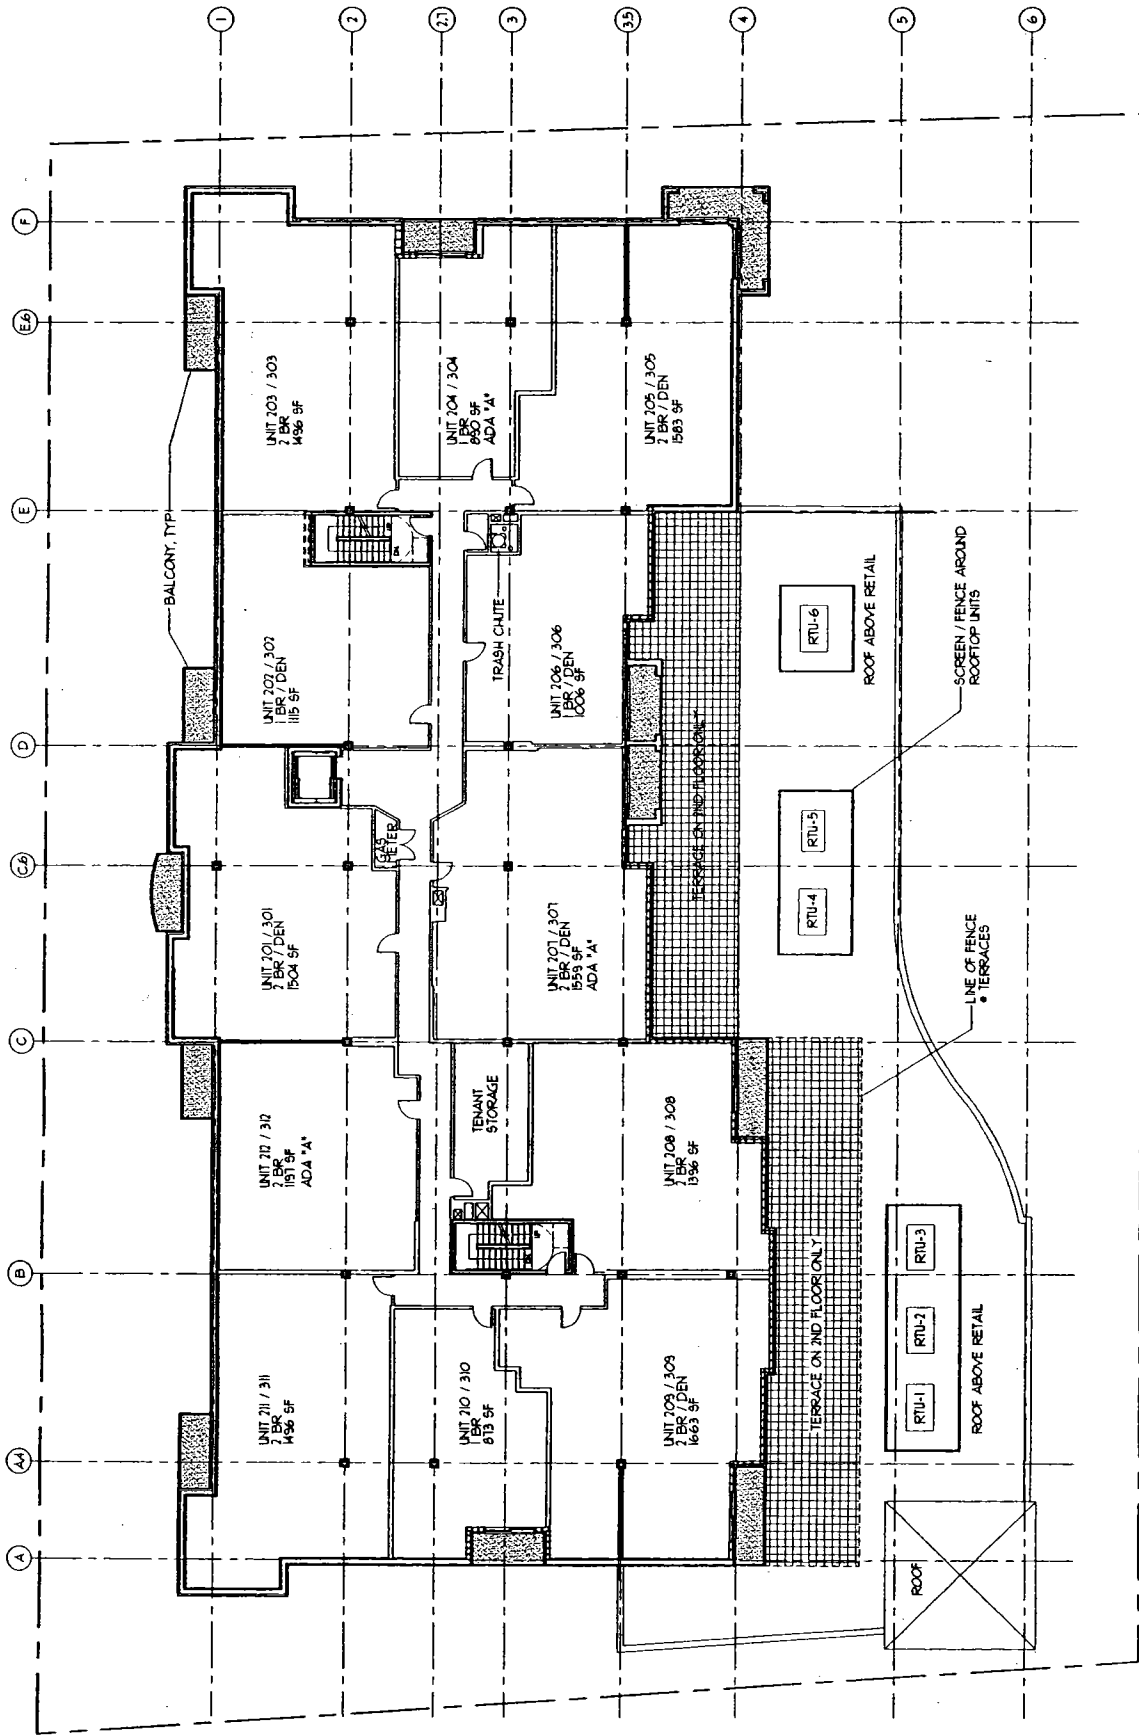 1
2
2.1
3
3.5
4
5
6
F
E.6
E
D
C.6
C
B
A.4
A
BALCONY, TYP.
UNIT 203 / 303
2 BR
1496 SF
UNIT 204 / 304
1 BR
890 SF
ADA "A"
UNIT 205 / 305
2 BR / DEN
1583 SF
UNIT 202 / 302
1 BR / DEN
1115 SF
UP
DN
TRASH CHUTE
UNIT 206 / 306
1 BR / DEN
1006 SF
TERRACE ON 2ND FLOOR ONLY
RTU-6
ROOF ABOVE RETAIL
SCREEN / FENCE AROUND
ROOFTOP UNITS
GAS
METER
UNIT 201 / 301
2 BR / DEN
1504 SF
UNIT 207 / 307
2 BR / DEN
1559 SF
ADA "A"
RTU-5
RTU-4
LINE OF FENCE
@ TERRACES
UNIT 212 / 312
2 BR
1197 SF
ADA "A"
TENANT
STORAGE
UP
DN
UNIT 208 / 308
2 BR
1396 SF
UNIT 211 / 311
2 BR
1496 SF
UNIT 210 / 310
1 BR
873 SF
UNIT 209 / 309
2 BR / DEN
1663 SF
TERRACE ON 2ND FLOOR ONLY
RTU-3
RTU-2
RTU-1
ROOF ABOVE RETAIL
ROOF